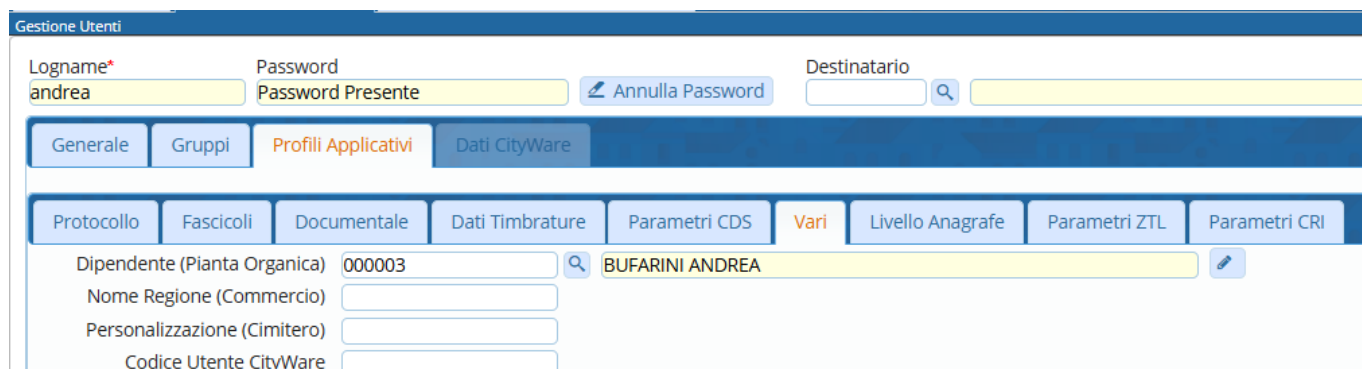 Gestione Utenti
Logname* Password Destinatario
andrea Password Presente Annulla Password
Generale Gruppi Profili Applicativi Dati CityWare
Protocollo Fascicoli Documentale Dati Timbrature Parametri CDS Vari Livello Anagrafe Parametri ZTL Parametri CRI
Dipendente (Pianta Organica) 000003 BUFARINI ANDREA
Nome Regione (Commercio)
Personalizzazione (Cimitero)
Codice Utente CityWare